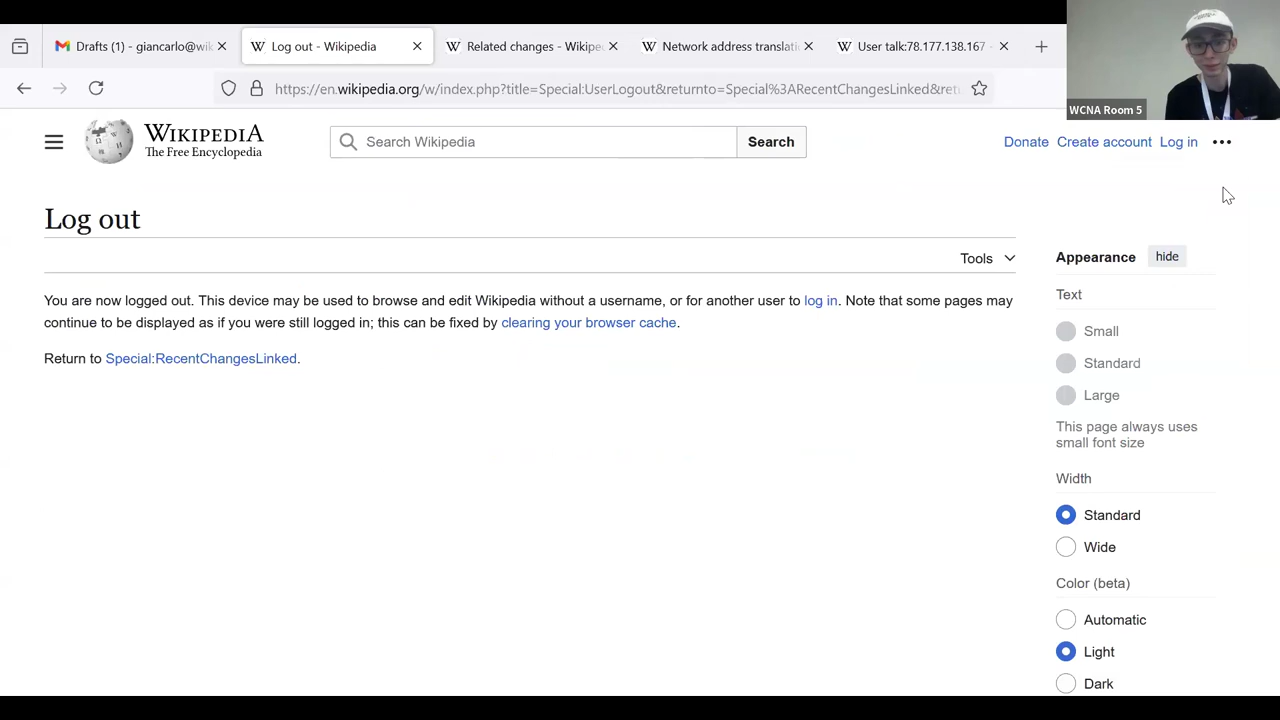 Drafts (1) - giancarlo@wik
Log out - Wikipedia
Related changes - Wikiped
Network address translati
User talk:78.177.138.167 -
https://en.wikipedia.org/w/index.php?title=Special:UserLogout&returnto=Special%3ARecentChangesLinked&retu
WCNA Room 5
WIKIPEDIA
The Free Encyclopedia
Search Wikipedia
Search
Donate
Create account
Log in
Log out
Tools
You are now logged out. This device may be used to browse and edit Wikipedia without a username, or for another user to log in. Note that some pages may
continue to be displayed as if you were still logged in; this can be fixed by clearing your browser cache.
Return to Special:RecentChangesLinked.
Appearance
hide
Text
Small
Standard
Large
This page always uses
small font size
Width
Standard
Wide
Color (beta)
Automatic
Light
Dark